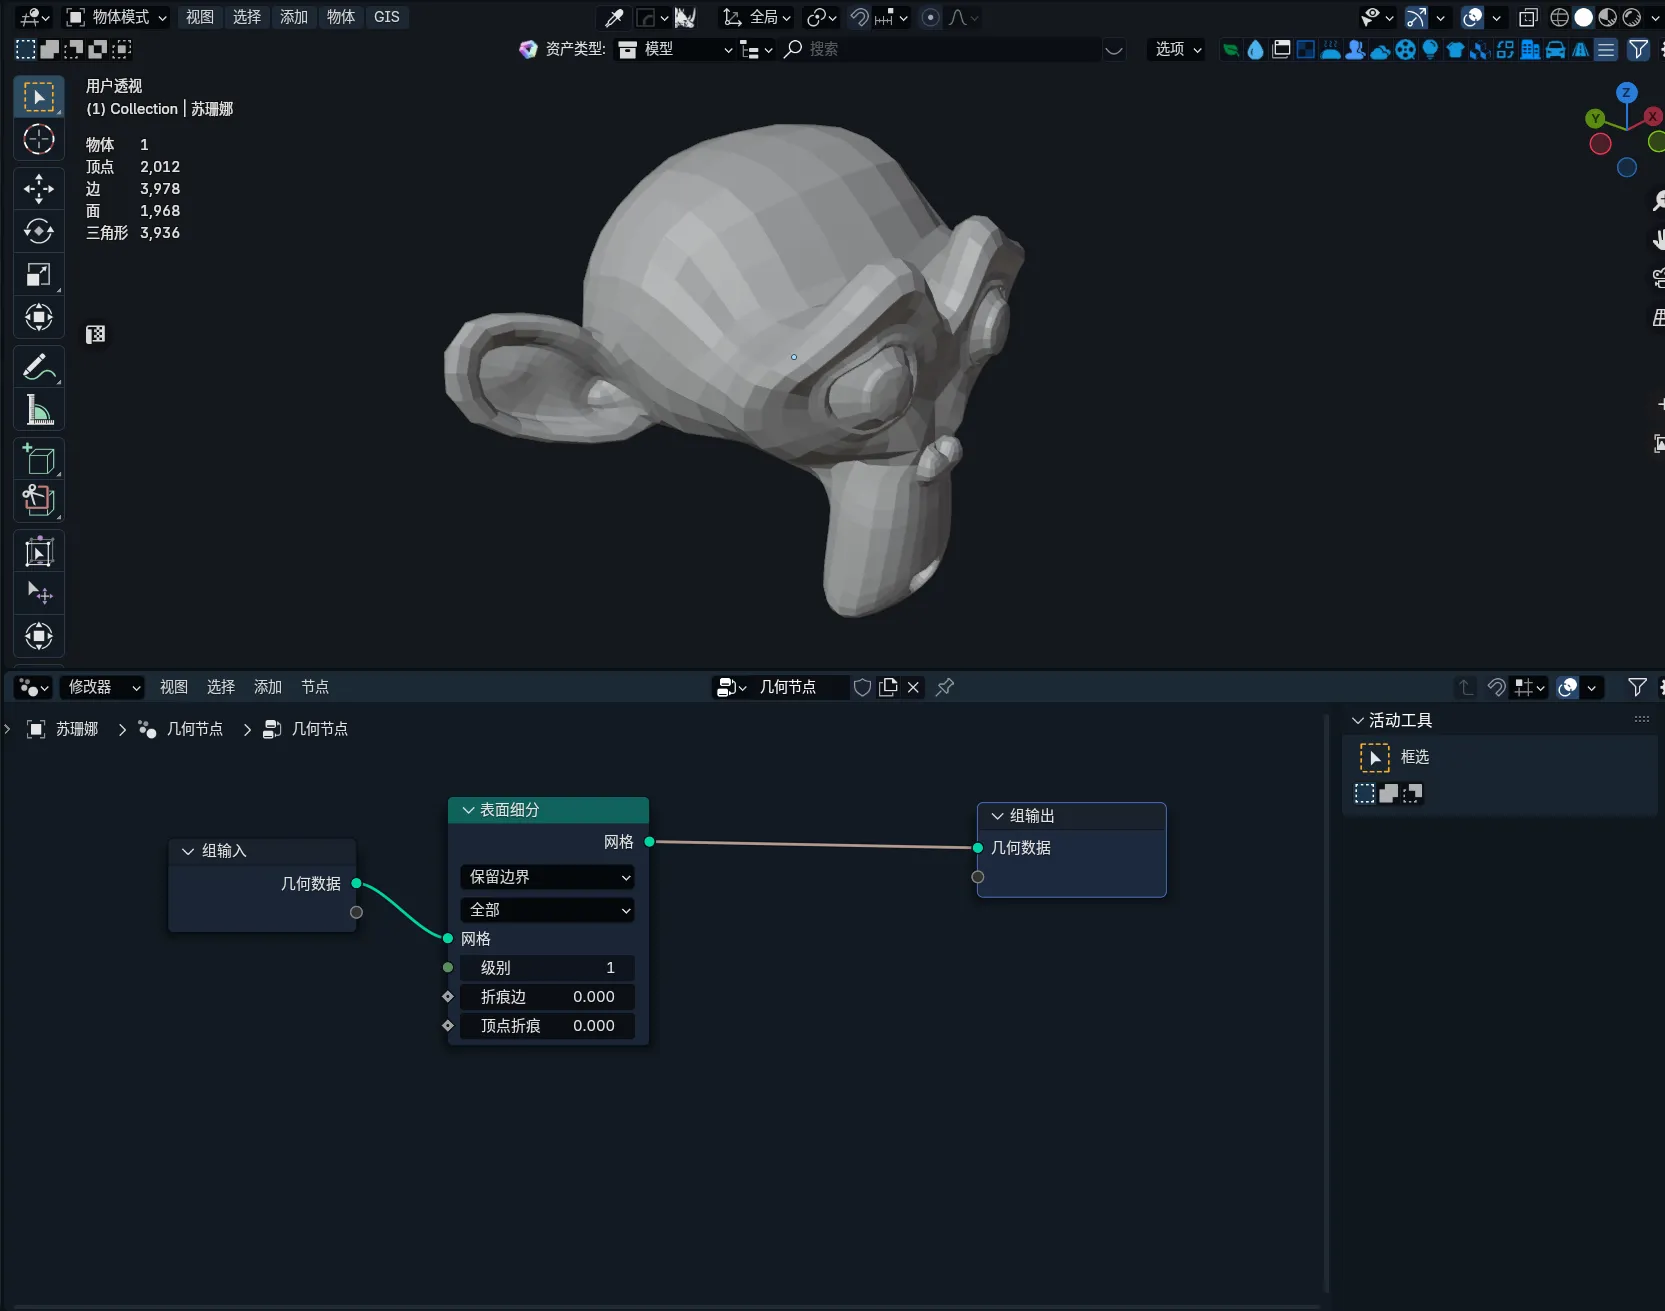 物体模式 视图 选择 添加 物体 GIS 全局
资产类型: 模型 搜索 选项
用户透视
(1) Collection | 苏珊娜
物体 1
顶点 2,012
边 3,978
面 1,968
三角形 3,936
Z
Y
X
修改器 视图 选择 添加 节点 几何节点
苏珊娜 几何节点 几何节点
活动工具
框选
组输入
几何数据
表面细分
网格
保留边界
全部
网格
级别 1
折痕边 0.000
顶点折痕 0.000
组输出
几何数据